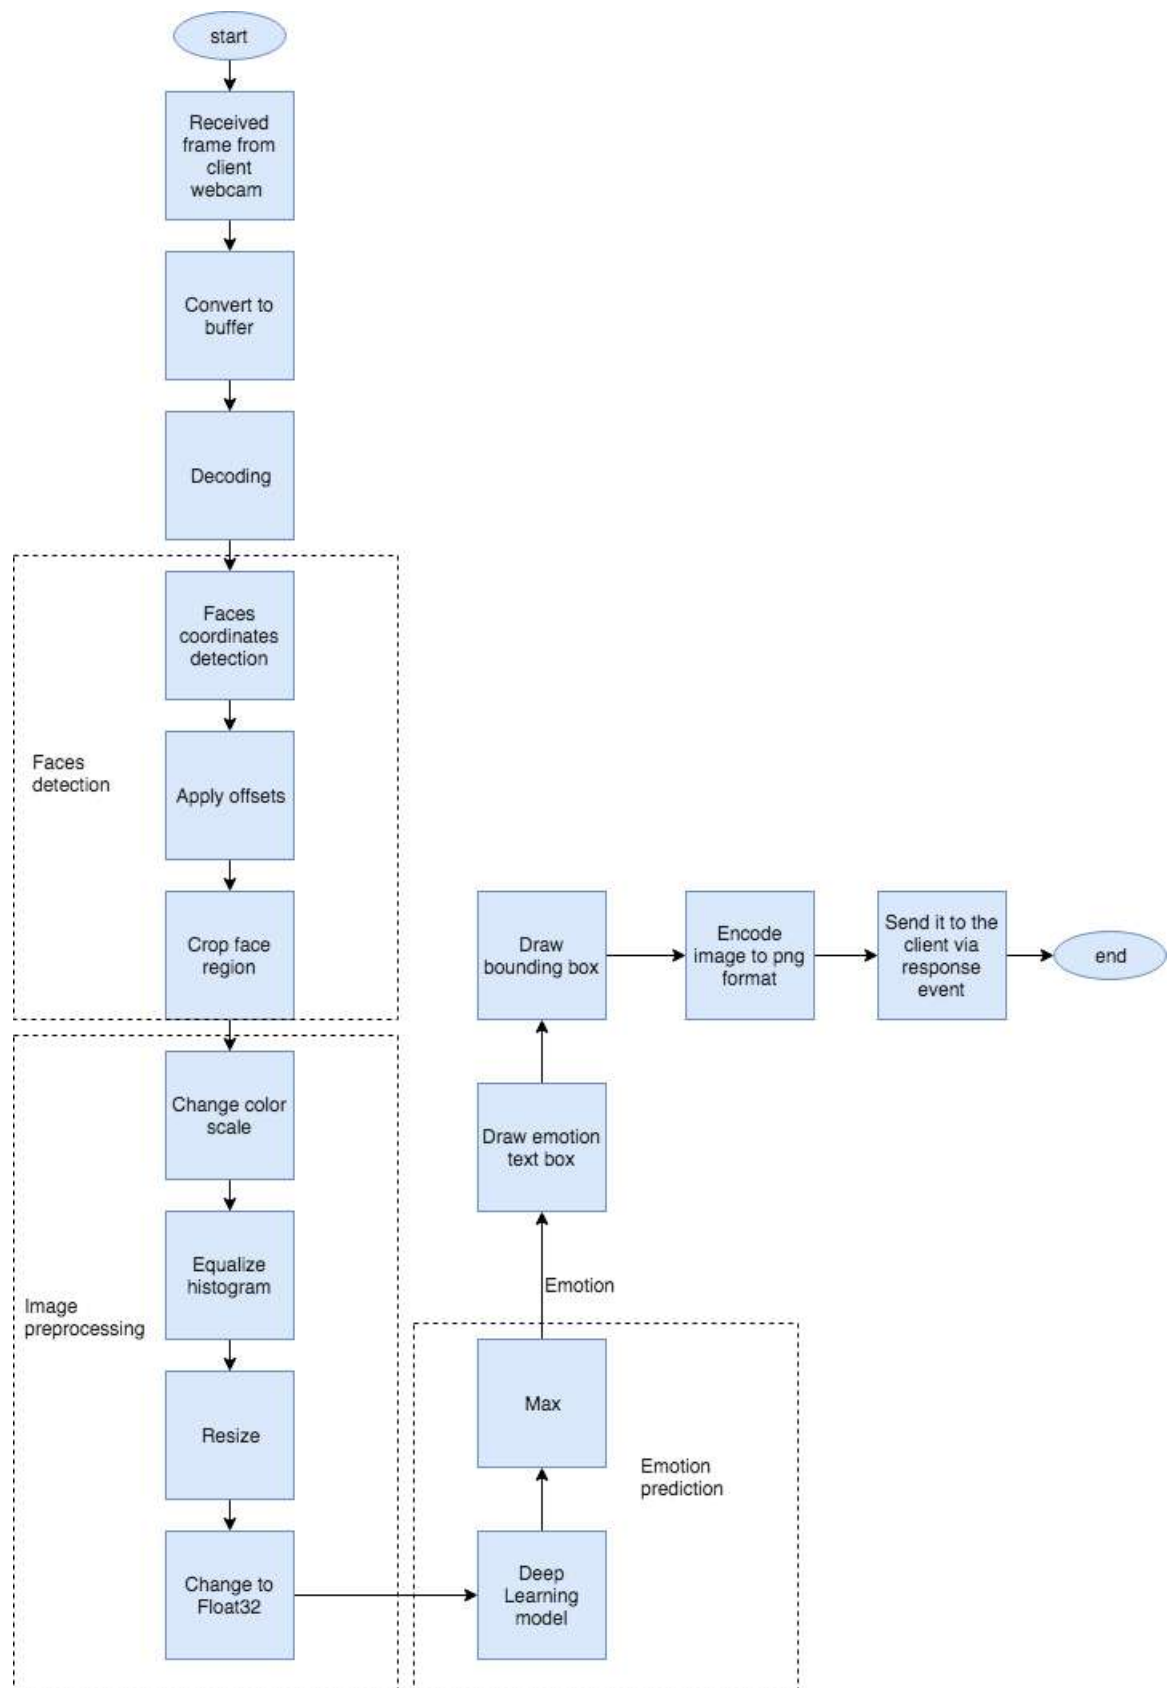 start
Received
frame from
client
webcam
Convert to
buffer
Decoding
Faces
coordinates
detection
Faces
detection
Apply offsets
Crop face
region
Change color
scale
Equalize
histogram
Image
preprocessing
Resize
Change to
Float32
Deep
Learning
model
Emotion
prediction
Max
Emotion
Draw emotion
text box
Draw
bounding box
Encode
image to png
format
Send it to the
client via
response
event
end